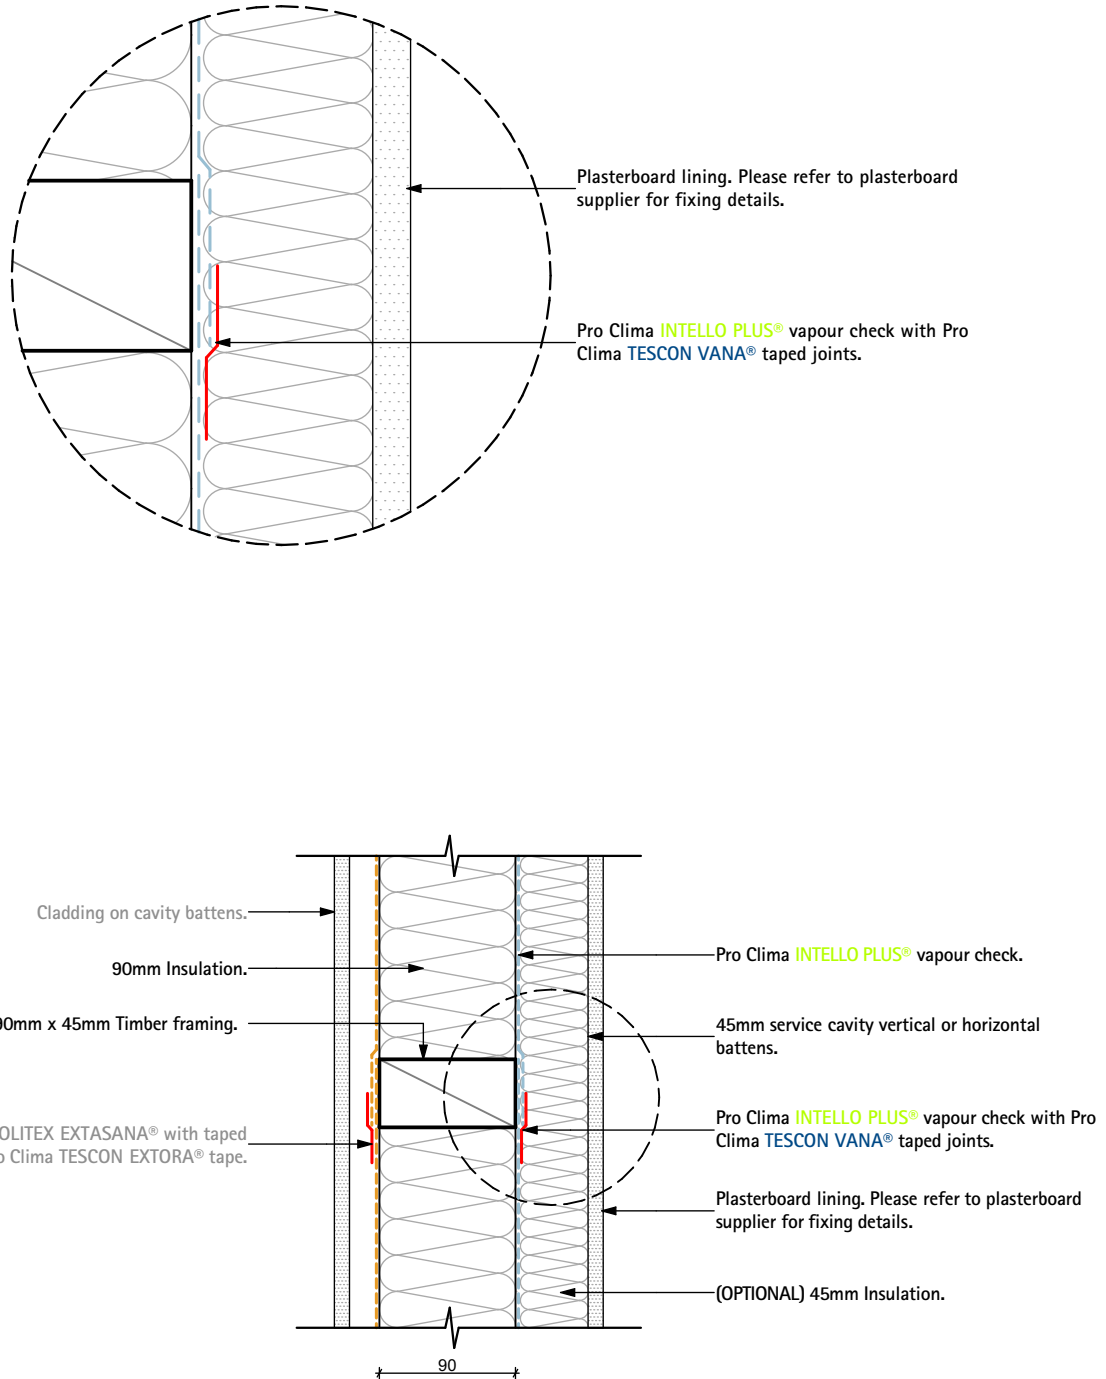 Plasterboard lining. Please refer to plasterboard
supplier for fixing details.
Pro Clima INTELLO PLUS® vapour check with Pro
Clima TESCON VANA® taped joints.
Cladding on cavity battens.
90mm Insulation.
90mm x 45mm Timber framing.
OLITEX EXTASANA® with taped
o Clima TESCON EXTORA® tape.
Pro Clima INTELLO PLUS® vapour check.
45mm service cavity vertical or horizontal
battens.
Pro Clima INTELLO PLUS® vapour check with Pro
Clima TESCON VANA® taped joints.
Plasterboard lining. Please refer to plasterboard
supplier for fixing details.
(OPTIONAL) 45mm Insulation.
90